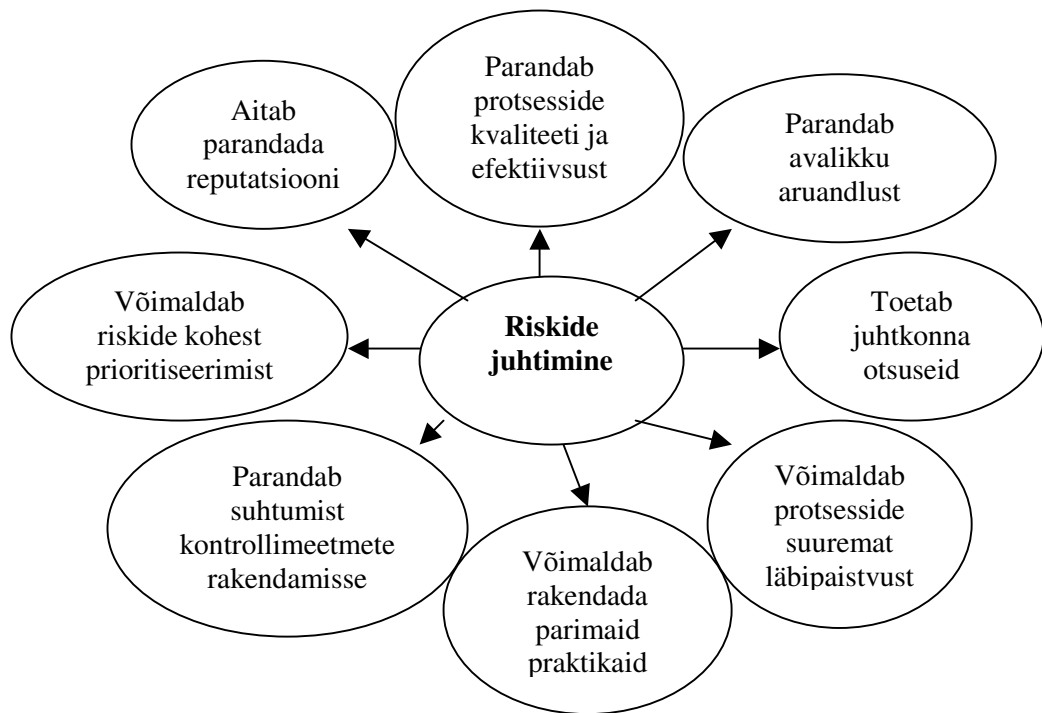 Parandab
protsesside
kvaliteeti ja
efektiivsust
Aitab
parandada
reputatsiooni
Parandab
avalikku
aruandlust
Võimaldab
riskide kohest
prioritiseerimist
Riskide
juhtimine
Toetab
juhtkonna
otsuseid
Parandab
suhtumist
kontrollimeetmete
rakendamisse
Võimaldab
rakendada
parimaid
praktikaid
Võimaldab
protsesside
suuremat
läbipaistvust